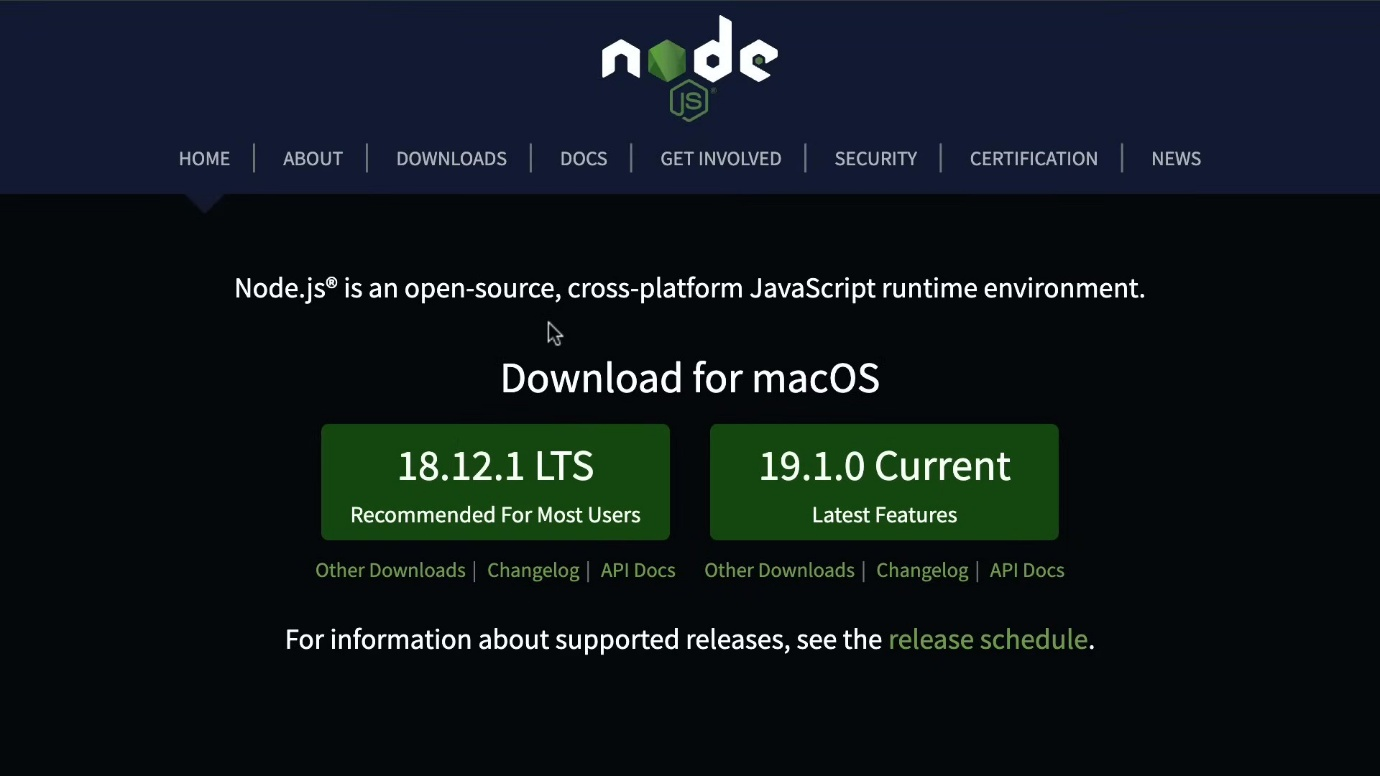 node
JS®
HOME | ABOUT | DOWNLOADS | DOCS | GET INVOLVED | SECURITY | CERTIFICATION | NEWS
Node.js® is an open-source, cross-platform JavaScript runtime environment.
Download for macOS
18.12.1 LTS
Recommended For Most Users
19.1.0 Current
Latest Features
Other Downloads | Changelog | API Docs
Other Downloads | Changelog | API Docs
For information about supported releases, see the release schedule.